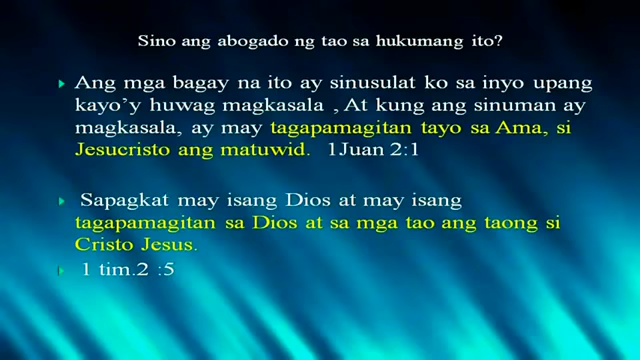 Sino ang abogado ng tao sa hukumang ito?
Ang mga bagay na ito ay sinusulat ko sa inyo upang
kayo'y huwag magkasala , At kung ang sinuman ay
magkasala, ay may tagapamagitan tayo sa Ama, si
Jesucristo ang matuwid. 1Juan 2:1
Sapagkat may isang Dios at may isang
tagapamagitan sa Dios at sa mga tao ang taong si
Cristo Jesus.
1 tim.2 :5